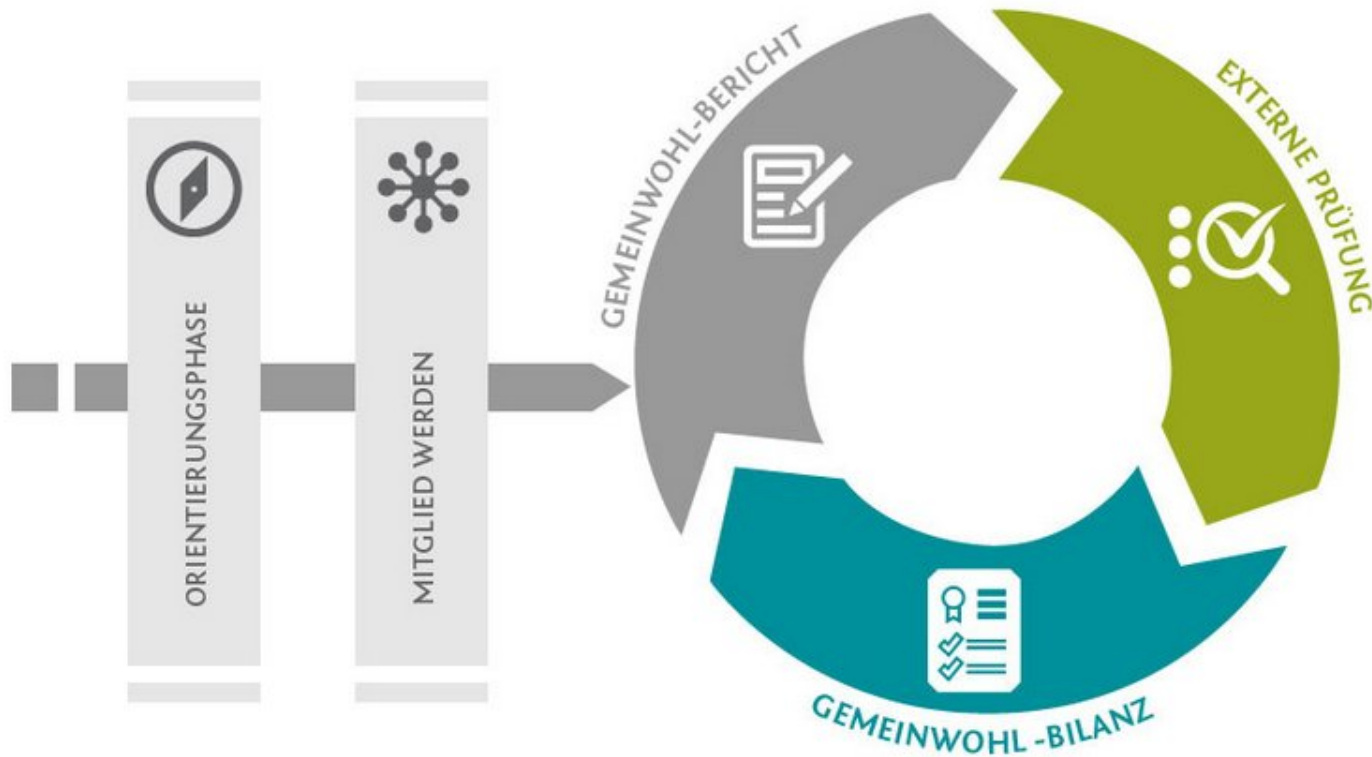 ORIENTIERUNGSPHASE
MITGLIED WERDEN
GEMEINWOHL-BERICHT
EXTERNE PRÜFUNG
GEMEINWOHL -BILANZ